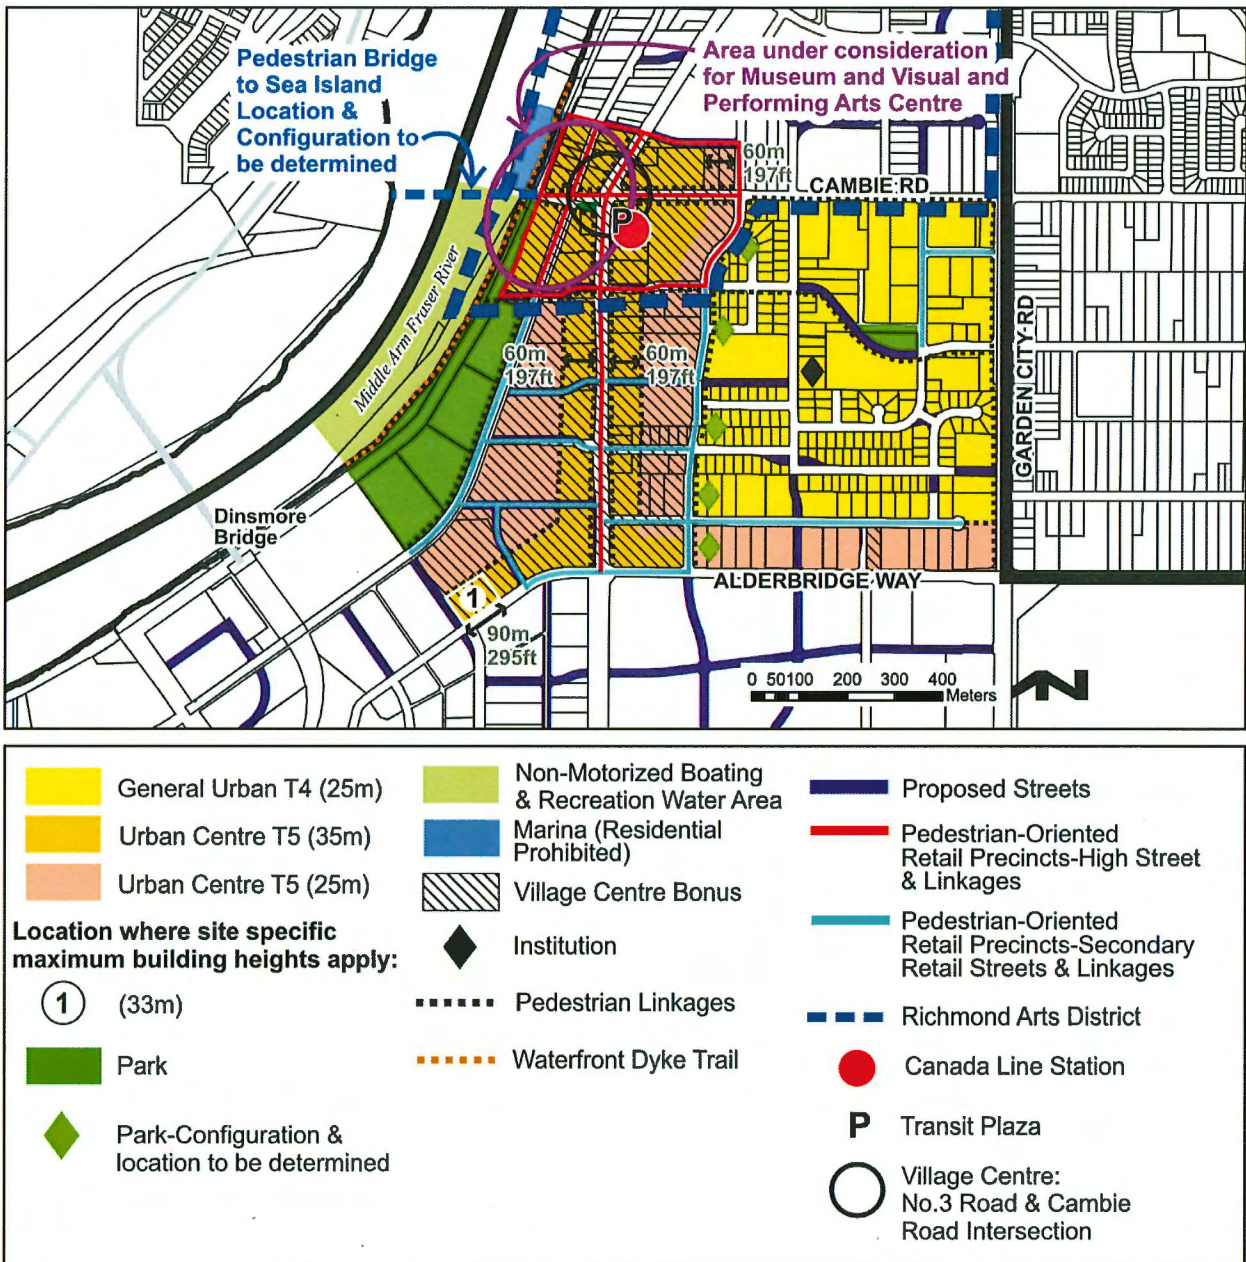 Pedestrian Bridge
to Sea Island
Location &
Configuration to
be determined
Area under consideration
for Museum and Visual and
Performing Arts Centre
60m
197ft
CAMBIE RD
P
Middle Arm Fraser River
60m
197ft
60m
197ft
GARDEN CITY RD
Dinsmore
Bridge
ALDERBRIDGE WAY
1
90m
295ft
0 50 100 200 300 400
Meters
N
General Urban T4 (25m)
Urban Centre T5 (35m)
Urban Centre T5 (25m)
Location where site specific
maximum building heights apply:
1 (33m)
Park
Park-Configuration &
location to be determined
Non-Motorized Boating
& Recreation Water Area
Marina (Residential
Prohibited)
Village Centre Bonus
Institution
Pedestrian Linkages
Waterfront Dyke Trail
Proposed Streets
Pedestrian-Oriented
Retail Precincts-High Street
& Linkages
Pedestrian-Oriented
Retail Precincts-Secondary
Retail Streets & Linkages
Richmond Arts District
Canada Line Station
P Transit Plaza
Village Centre:
No.3 Road & Cambie
Road Intersection